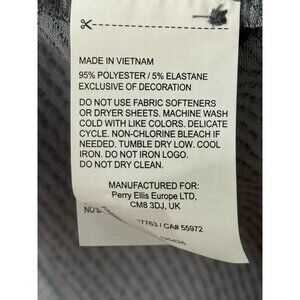 MADE IN VIETNAM
95% POLYESTER / 5% ELASTANE
EXCLUSIVE OF DECORATION
DO NOT USE FABRIC SOFTENERS
OR DRYER SHEETS. MACHINE WASH
COLD WITH LIKE COLORS. DELICATE
CYCLE. NON-CHLORINE BLEACH IF
NEEDED. TUMBLE DRY LOW. COOL
IRON. DO NOT IRON LOGO.
DO NOT DRY CLEAN.
MANUFACTURED FOR:
Perry Ellis Europe LTD,
CM8 3DJ, UK
/ CA# 55972